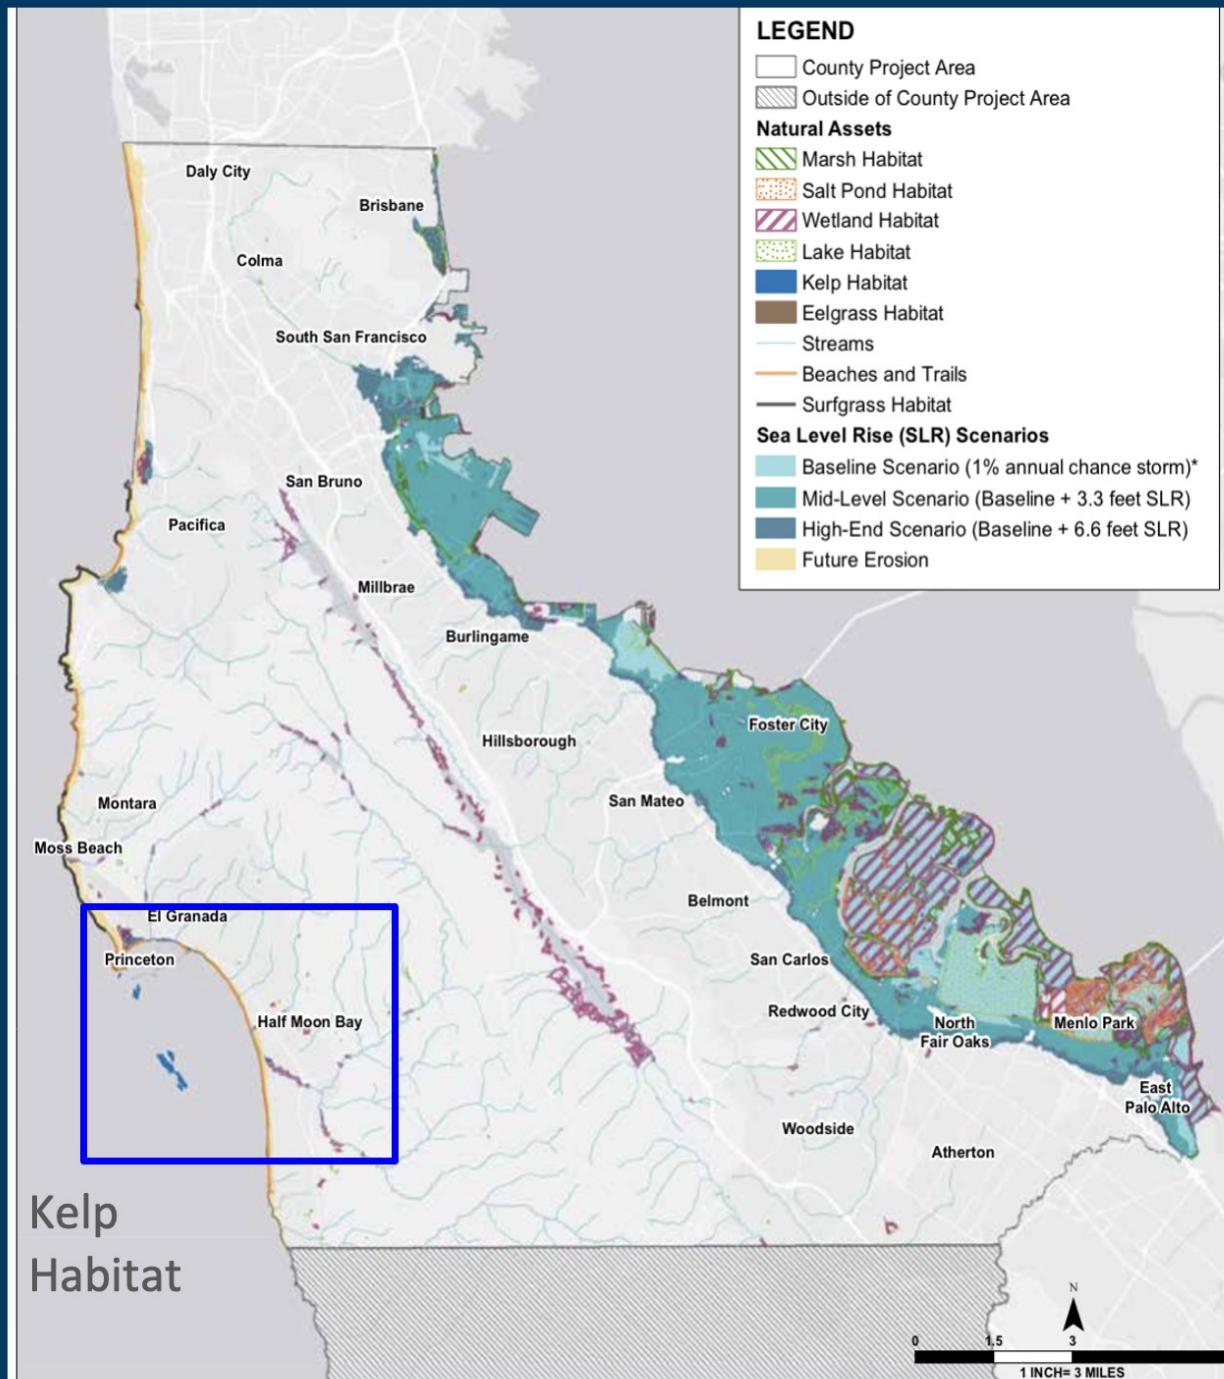 LEGEND
County Project Area
Outside of County Project Area
Natural Assets
Marsh Habitat
Salt Pond Habitat
Wetland Habitat
Lake Habitat
Kelp Habitat
Eelgrass Habitat
Streams
Beaches and Trails
Surfgrass Habitat
Sea Level Rise (SLR) Scenarios
Baseline Scenario (1% annual chance storm)*
Mid-Level Scenario (Baseline + 3.3 feet SLR)
High-End Scenario (Baseline + 6.6 feet SLR)
Future Erosion
Daly City
Brisbane
Colma
South San Francisco
San Bruno
Pacifica
Millbrae
Burlingame
Foster City
Hillsborough
San Mateo
Montara
Moss Beach
Belmont
El Granada
Princeton
San Carlos
Redwood City
Half Moon Bay
North
Fair Oaks
Menlo Park
East
Palo Alto
Woodside
Atherton
Kelp
Habitat
N
0 1.5 3
1 INCH= 3 MILES